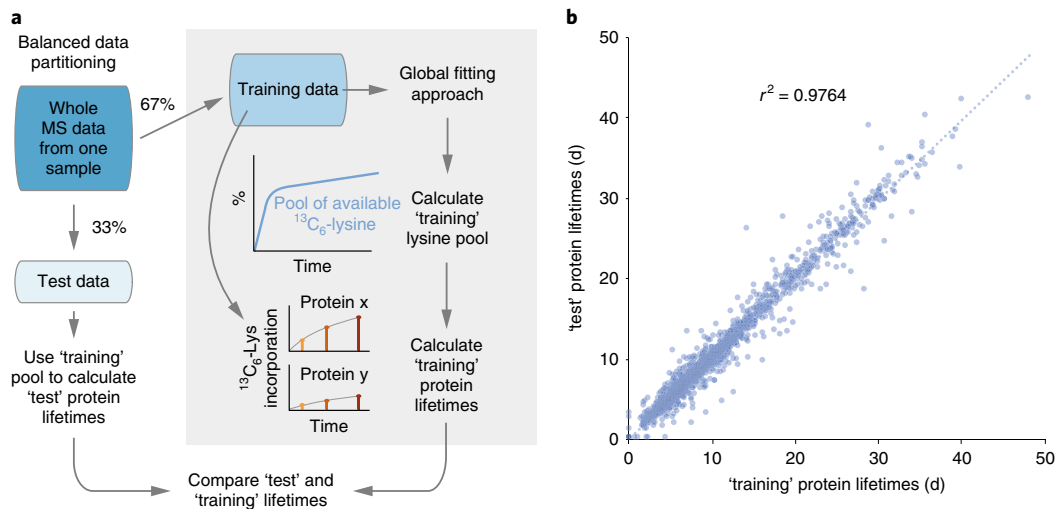 a
Balanced data
partitioning
Whole
MS data
from one
sample
67%
33%
Test data
Use ‘training’
pool to calculate
‘test’ protein
lifetimes
Training data
Global fitting
approach
%
Pool of available
¹³C₆-lysine
Time
Calculate
‘training’
lysine pool
¹³C₆-Lys
incorporation
Protein x
Protein y
Time
Calculate
‘training’
protein
lifetimes
Compare ‘test’ and
‘training’ lifetimes
b
r² = 0.9764
‘test’ protein lifetimes (d)
50
40
30
20
10
0
0 10 20 30 40 50
‘training’ protein lifetimes (d)